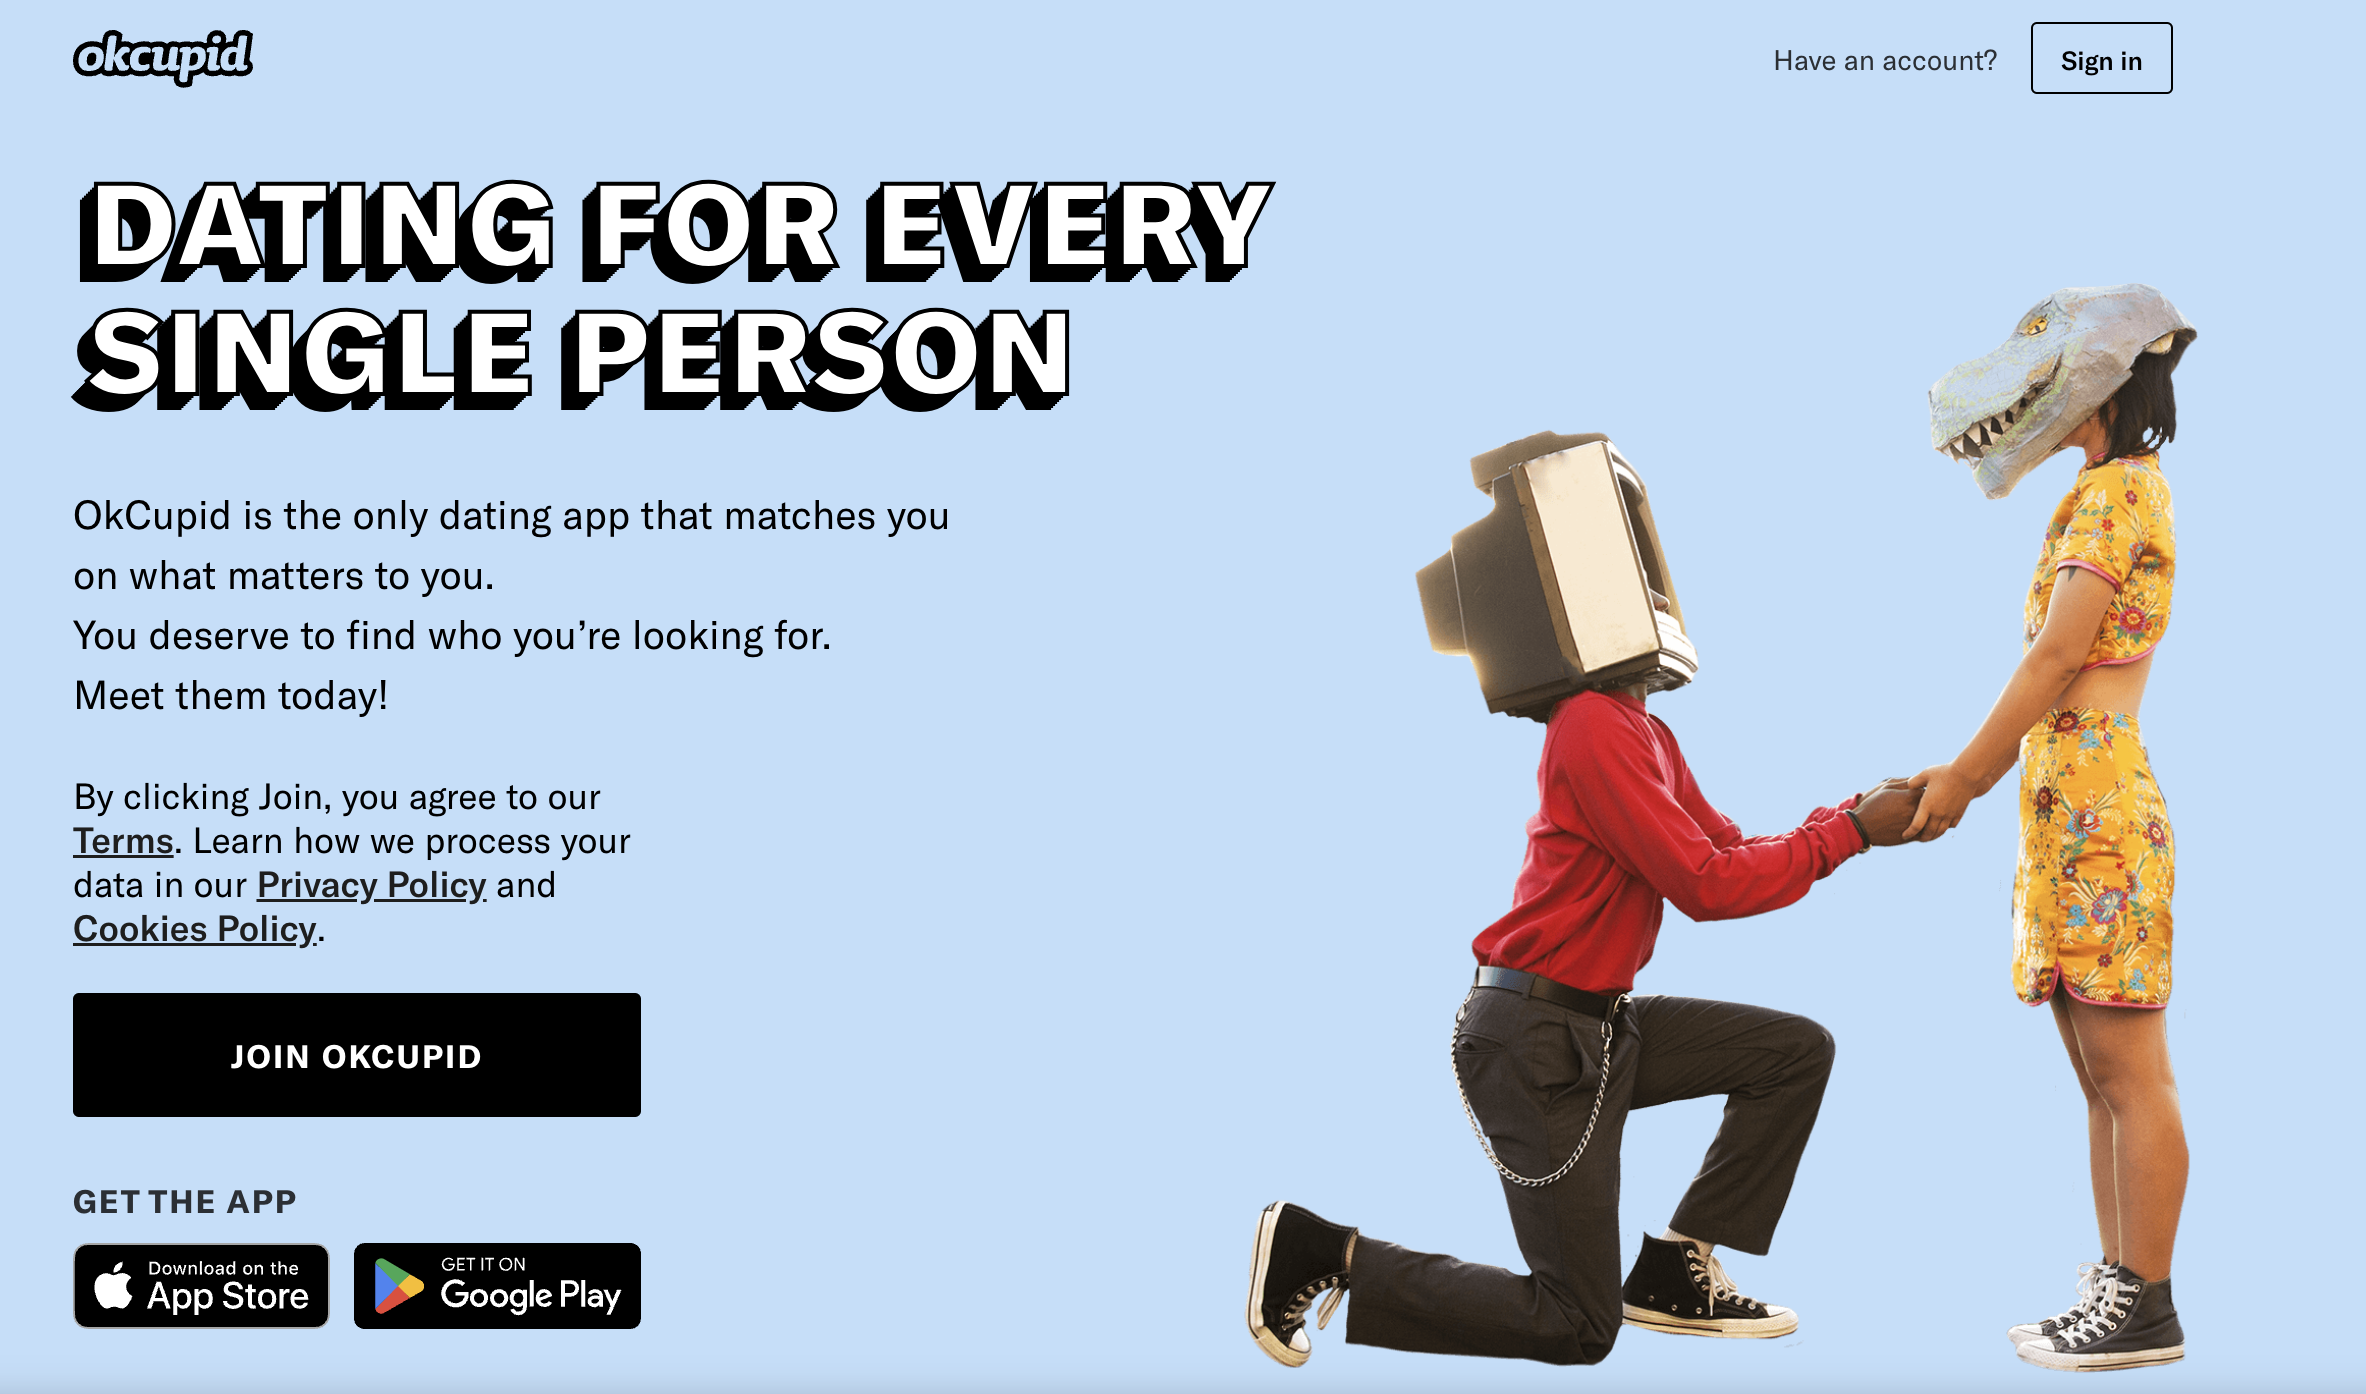 okcupid
Have an account?
Sign in
DATING FOR EVERY
SINGLE PERSON
OkCupid is the only dating app that matches you
on what matters to you.
You deserve to find who you’re looking for.
Meet them today!
By clicking Join, you agree to our
Terms. Learn how we process your
data in our Privacy Policy and
Cookies Policy.
JOIN OKCUPID
GET THE APP
Download on the
App Store
GET IT ON
Google Play